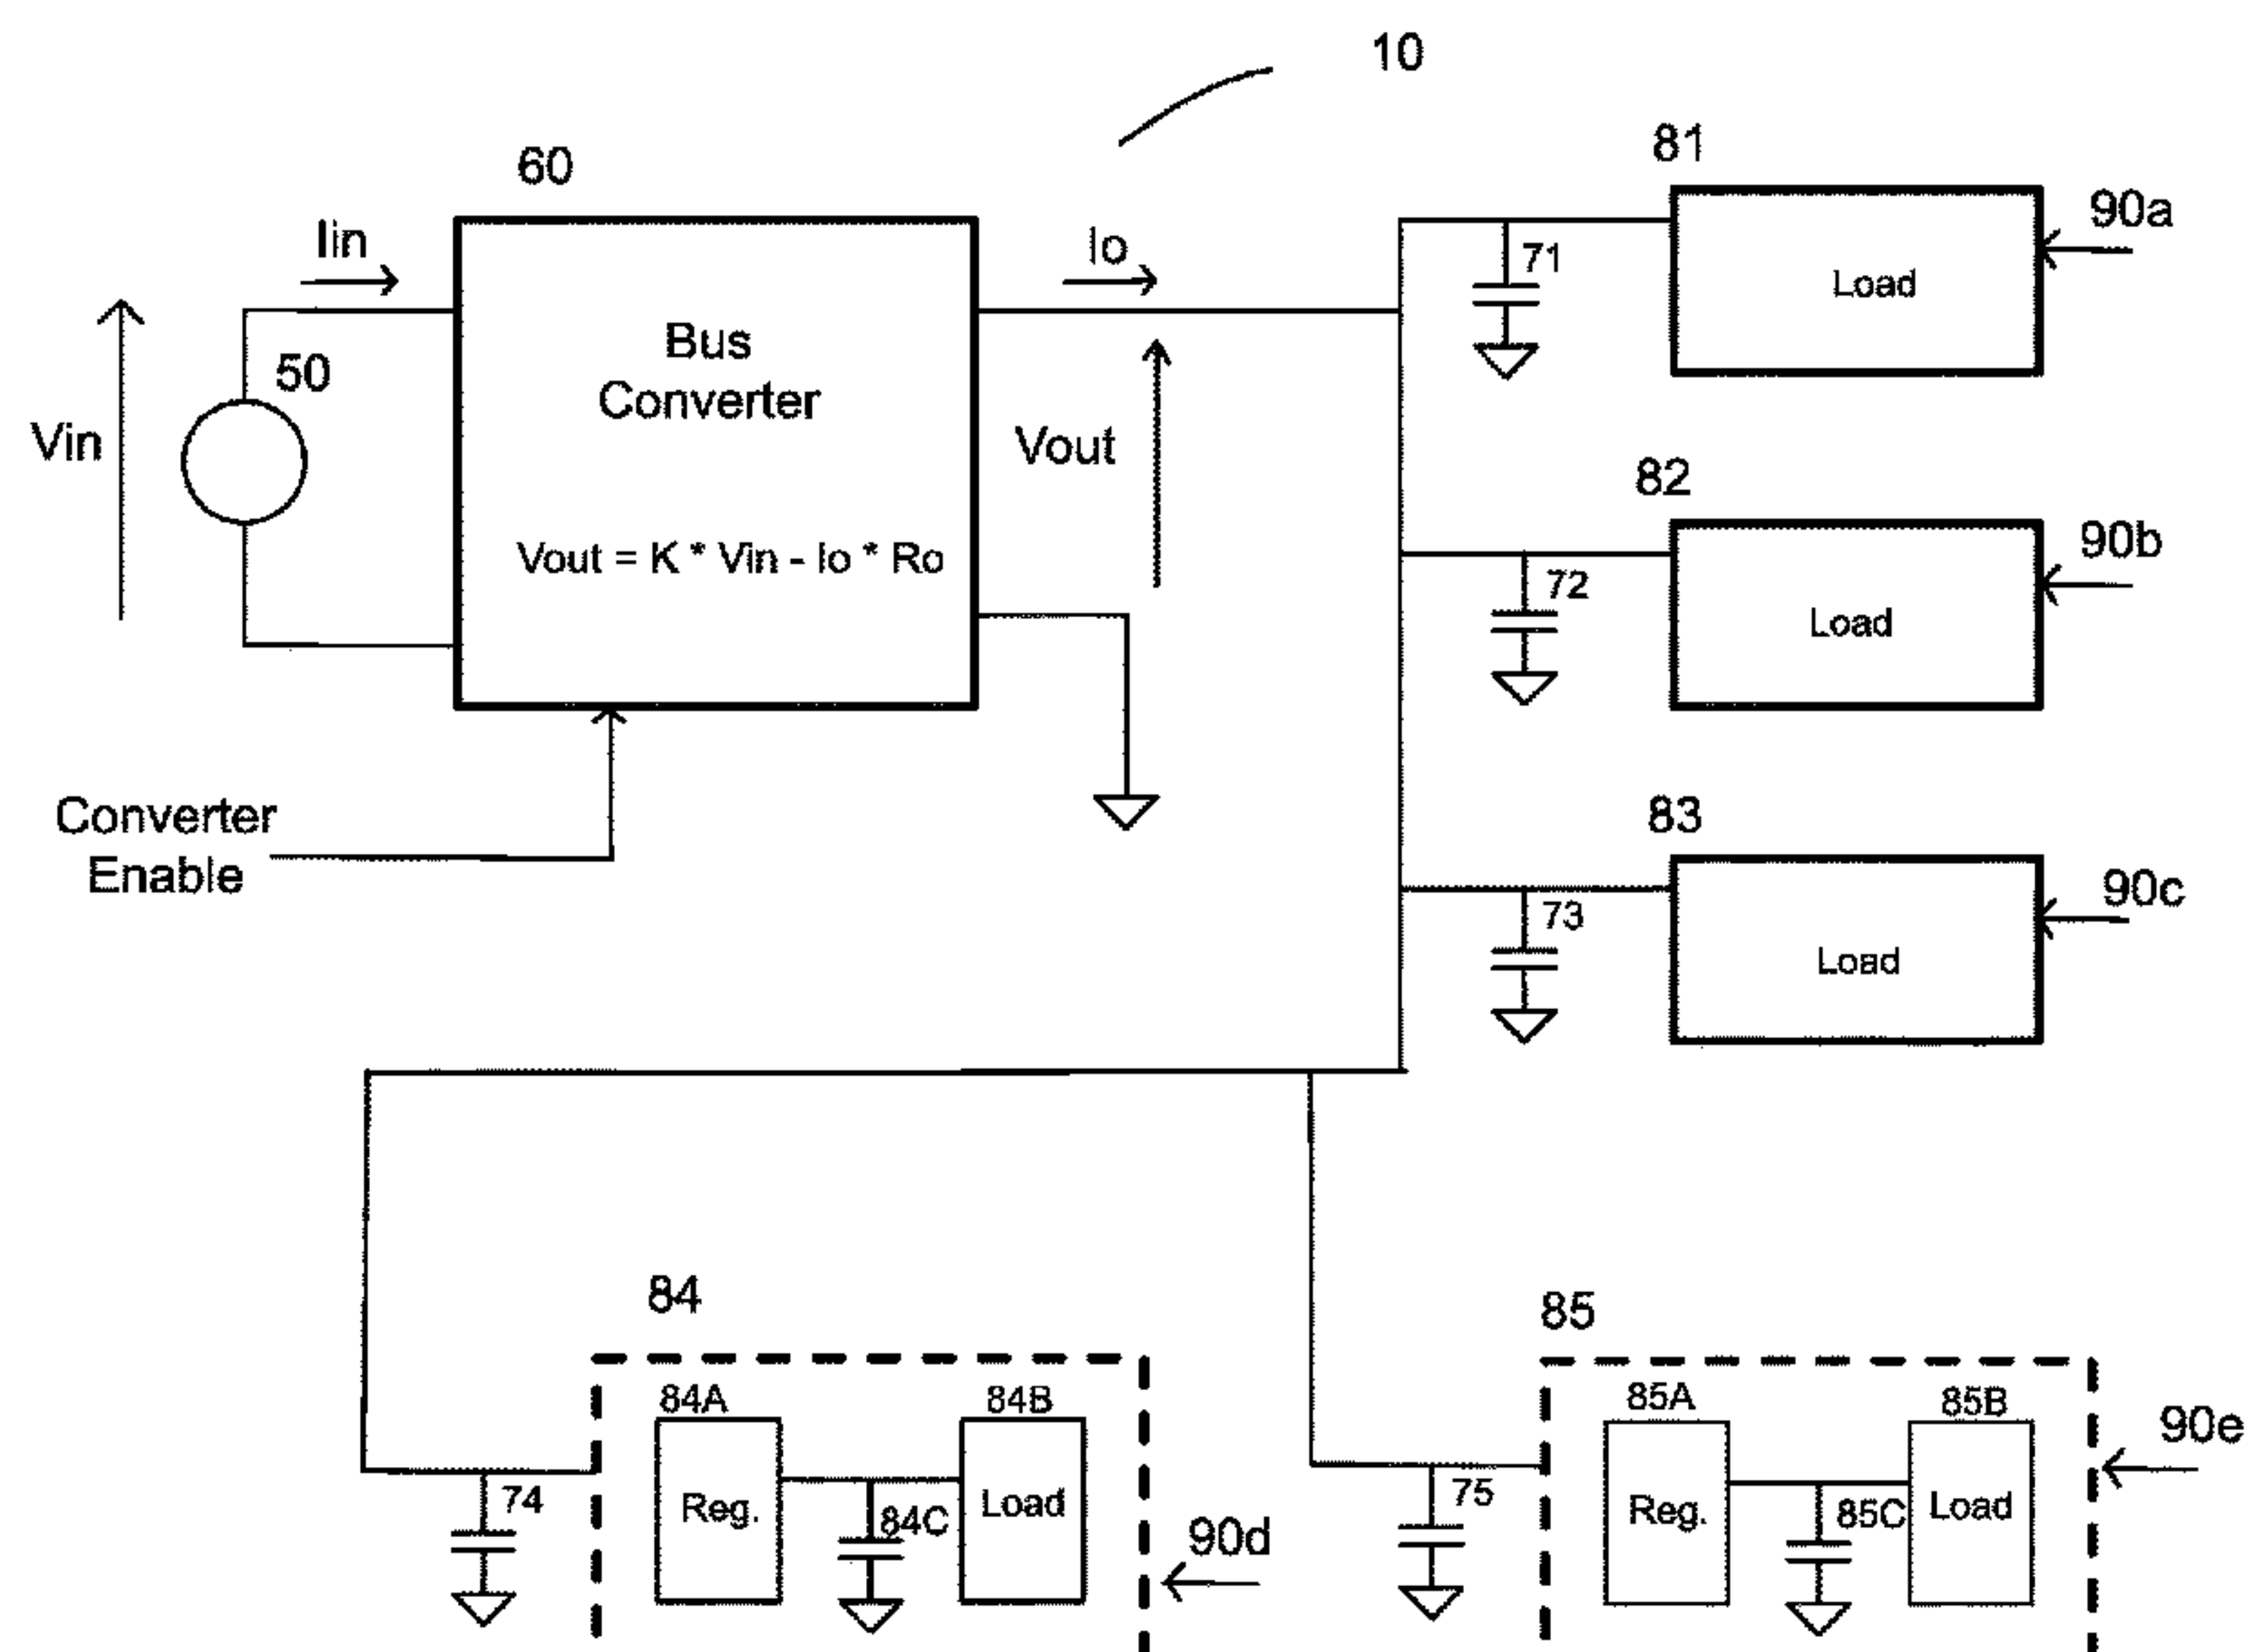 10
60
81
90a
Iin
Io
71
Load
50
Bus
Converter
Vin
Vout
82
90b
Vout = K * Vin - Io * Ro
72
Load
Converter
Enable
83
90c
73
Load
84
85
84A
84B
85A
85B
90e
74
Reg.
84C
Load
75
Reg.
85C
Load
90d